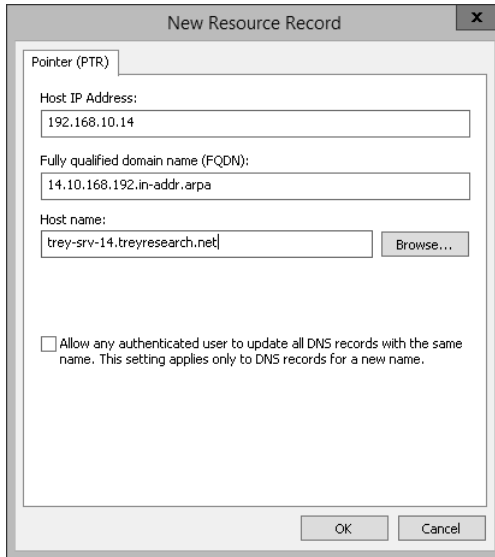 New Resource Record
x
Pointer (PTR)
Host IP Address:
192.168.10.14
Fully qualified domain name (FQDN):
14.10.168.192.in-addr.arpa
Host name:
trey-srv-14.treyresearch.net
Browse...
Allow any authenticated user to update all DNS records with the same
name. This setting applies only to DNS records for a new name.
OK
Cancel